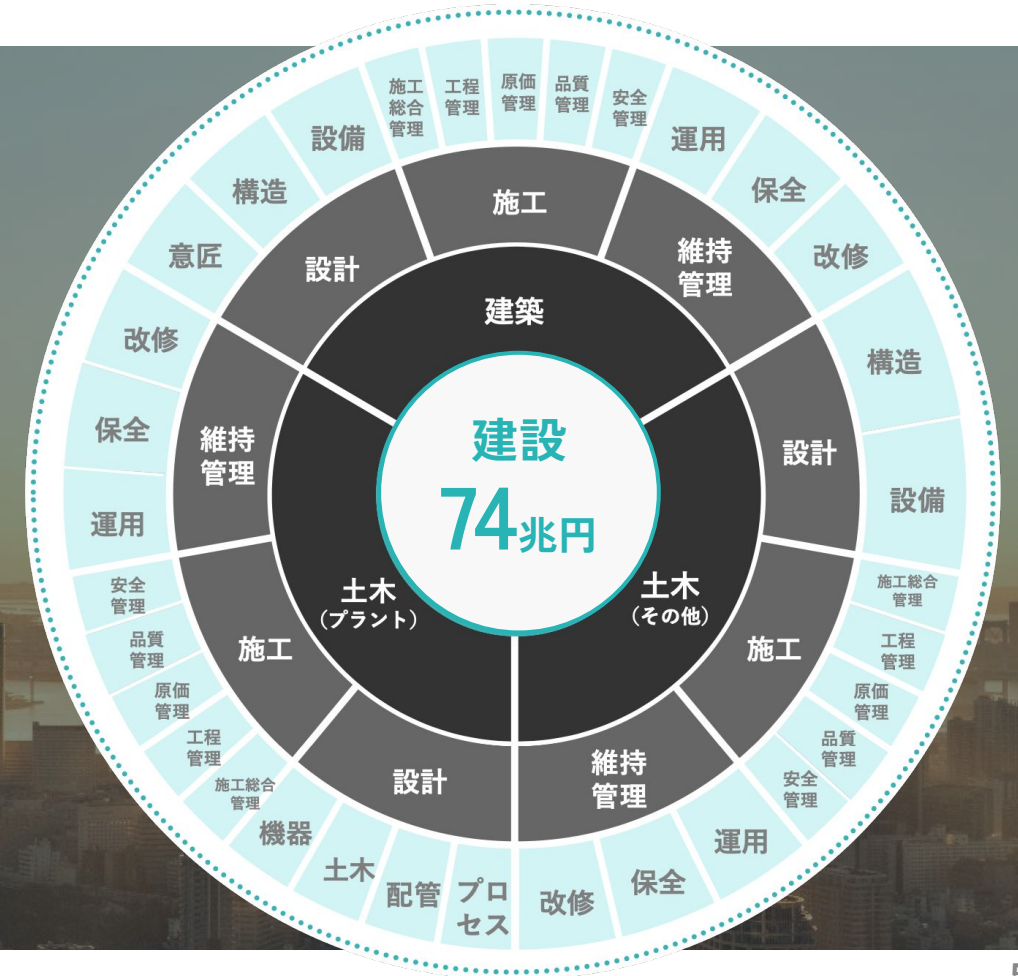 建設
74兆円
建築
設計
意匠
構造
設備
施工
施工
総合
管理
工程
管理
原価
管理
品質
管理
安全
管理
維持
管理
運用
保全
改修
土木
(その他)
設計
構造
設備
施工
施工総合
管理
工程
管理
原価
管理
品質
管理
安全
管理
維持
管理
運用
保全
改修
土木
(プラント)
設計
プロ
セス
配管
土木
機器
施工
施工総合
管理
工程
管理
原価
管理
品質
管理
安全
管理
維持
管理
運用
保全
改修